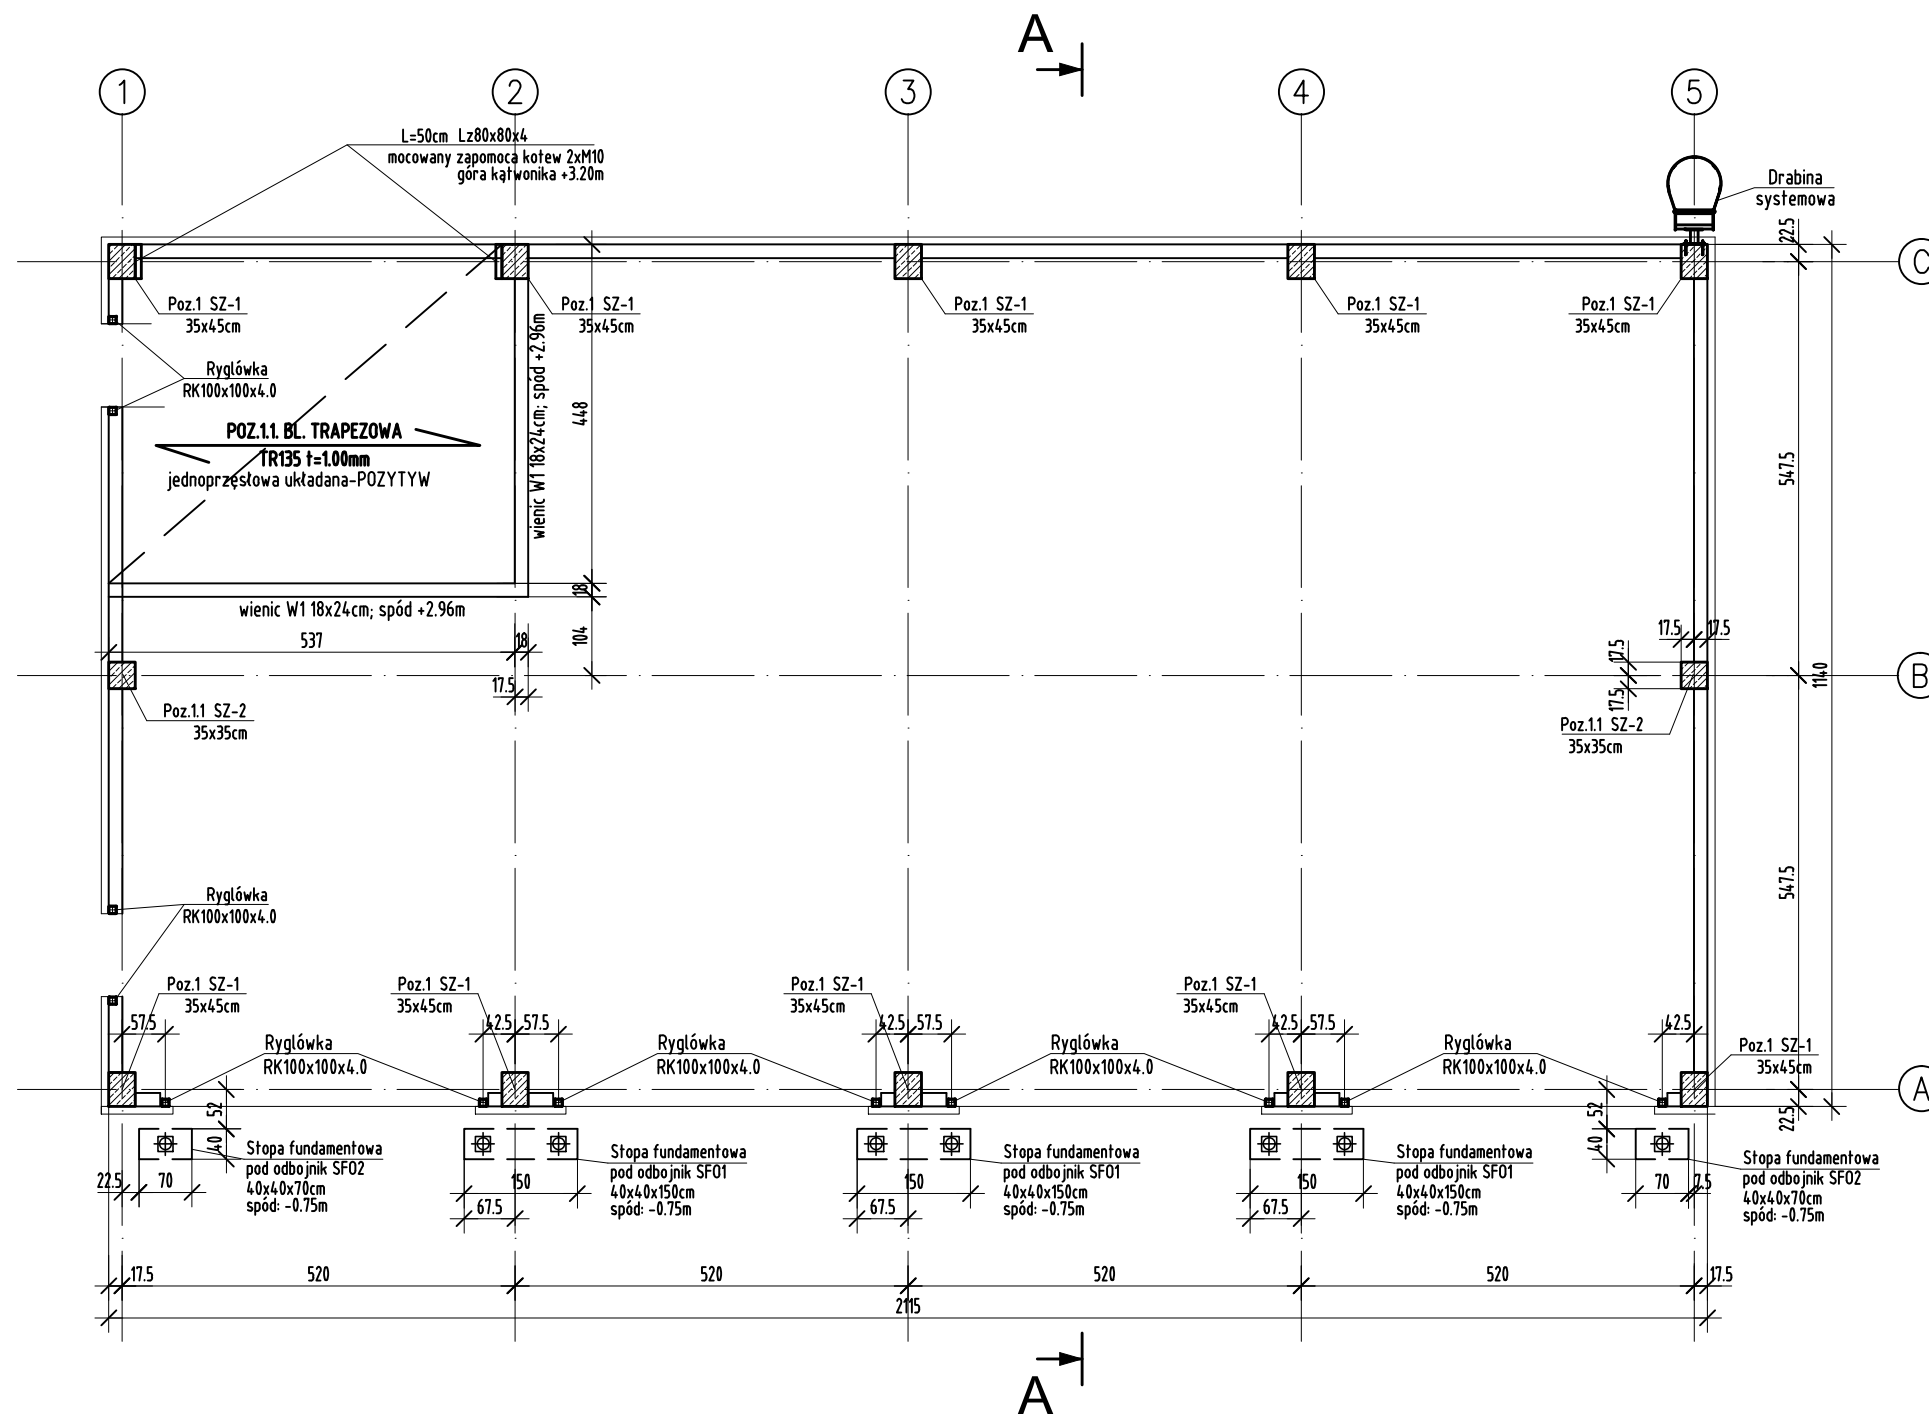 A
1
2
3
4
5
L=50cm Lz80x80x4
mocowany zapomoca kotew 2xM10
góra kątwonika +3.20m
Drabina
systemowa
22.5
C
Poz.1 SZ-1
35x45cm
Poz.1 SZ-1
35x45cm
Poz.1 SZ-1
35x45cm
Poz.1 SZ-1
35x45cm
Poz.1 SZ-1
35x45cm
Ryglówka
RK100x100x4.0
wienic W1 18x24cm; spód +2.96m
448
POZ.1.1. BL. TRAPEZOWA
TR135 t=1.00mm
jednoprzęsłowa układana-POZYTYW
547.5
18
wienic W1 18x24cm; spód +2.96m
104
537
18
17.5
17.5
17.5
17.5
17.5
1140
B
17.5
Poz.1.1 SZ-2
35x35cm
Poz.1.1 SZ-2
35x35cm
547.5
Ryglówka
RK100x100x4.0
Poz.1 SZ-1
35x45cm
Poz.1 SZ-1
35x45cm
Poz.1 SZ-1
35x45cm
Poz.1 SZ-1
35x45cm
57.5
42.5
57.5
42.5
57.5
42.5
57.5
42.5
Ryglówka
RK100x100x4.0
Ryglówka
RK100x100x4.0
Ryglówka
RK100x100x4.0
Ryglówka
RK100x100x4.0
Poz.1 SZ-1
35x45cm
A
52
40
52
40
22.5
Stopa fundamentowa
pod odbojnik SF02
40x40x70cm
spód: -0.75m
Stopa fundamentowa
pod odbojnik SF01
40x40x150cm
spód: -0.75m
Stopa fundamentowa
pod odbojnik SF01
40x40x150cm
spód: -0.75m
Stopa fundamentowa
pod odbojnik SF01
40x40x150cm
spód: -0.75m
Stopa fundamentowa
pod odbojnik SF02
40x40x70cm
spód: -0.75m
22.5
70
150
150
150
70
7.5
67.5
67.5
67.5
17.5
520
520
520
520
17.5
2115
A